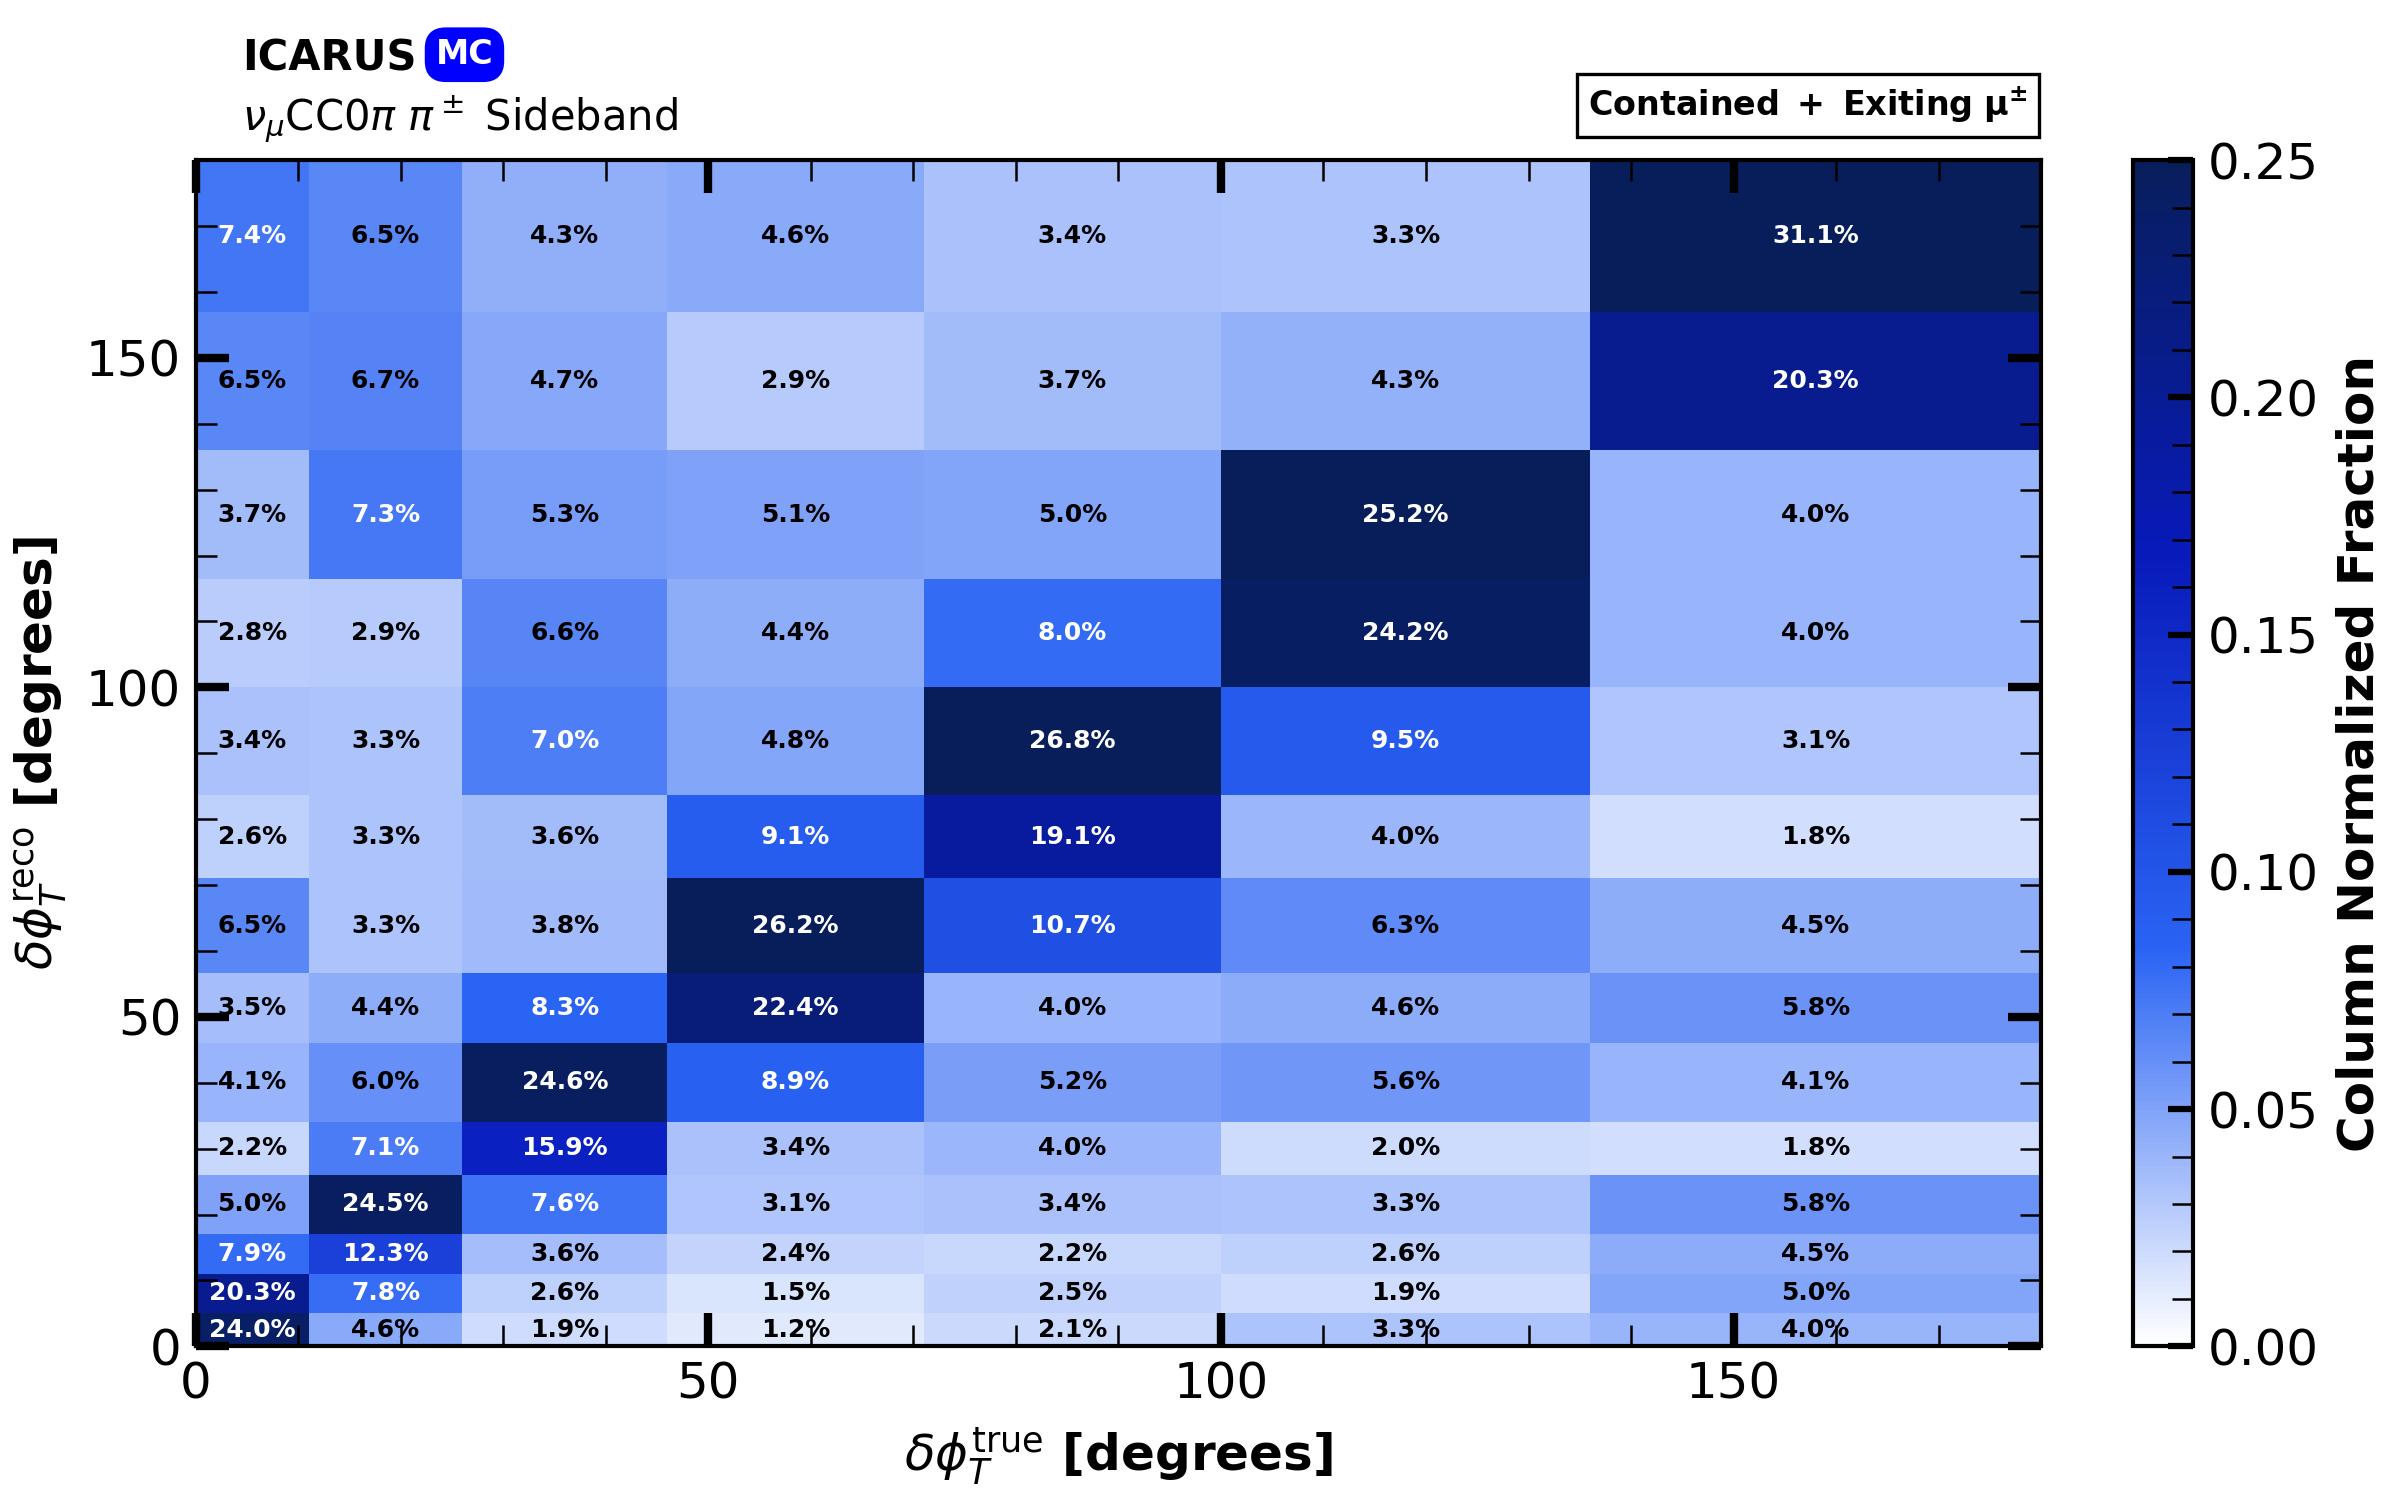 ICARUS MC
νμCC0π π± Sideband
Contained + Exiting μ±
7.4% 6.5% 4.3% 4.6% 3.4% 3.3% 31.1%
6.5% 6.7% 4.7% 2.9% 3.7% 4.3% 20.3%
3.7% 7.3% 5.3% 5.1% 5.0% 25.2% 4.0%
2.8% 2.9% 6.6% 4.4% 8.0% 24.2% 4.0%
3.4% 3.3% 7.0% 4.8% 26.8% 9.5% 3.1%
2.6% 3.3% 3.6% 9.1% 19.1% 4.0% 1.8%
6.5% 3.3% 3.8% 26.2% 10.7% 6.3% 4.5%
3.5% 4.4% 8.3% 22.4% 4.0% 4.6% 5.8%
4.1% 6.0% 24.6% 8.9% 5.2% 5.6% 4.1%
2.2% 7.1% 15.9% 3.4% 4.0% 2.0% 1.8%
5.0% 24.5% 7.6% 3.1% 3.4% 3.3% 5.8%
7.9% 12.3% 3.6% 2.4% 2.2% 2.6% 4.5%
20.3% 7.8% 2.6% 1.5% 2.5% 1.9% 5.0%
24.0% 4.6% 1.9% 1.2% 2.1% 3.3% 4.0%
150
100
50
0
0 50 100 150
δϕ_T^true [degrees]
δϕ_T^reco [degrees]
0.25
0.20
0.15
0.10
0.05
0.00
Column Normalized Fraction